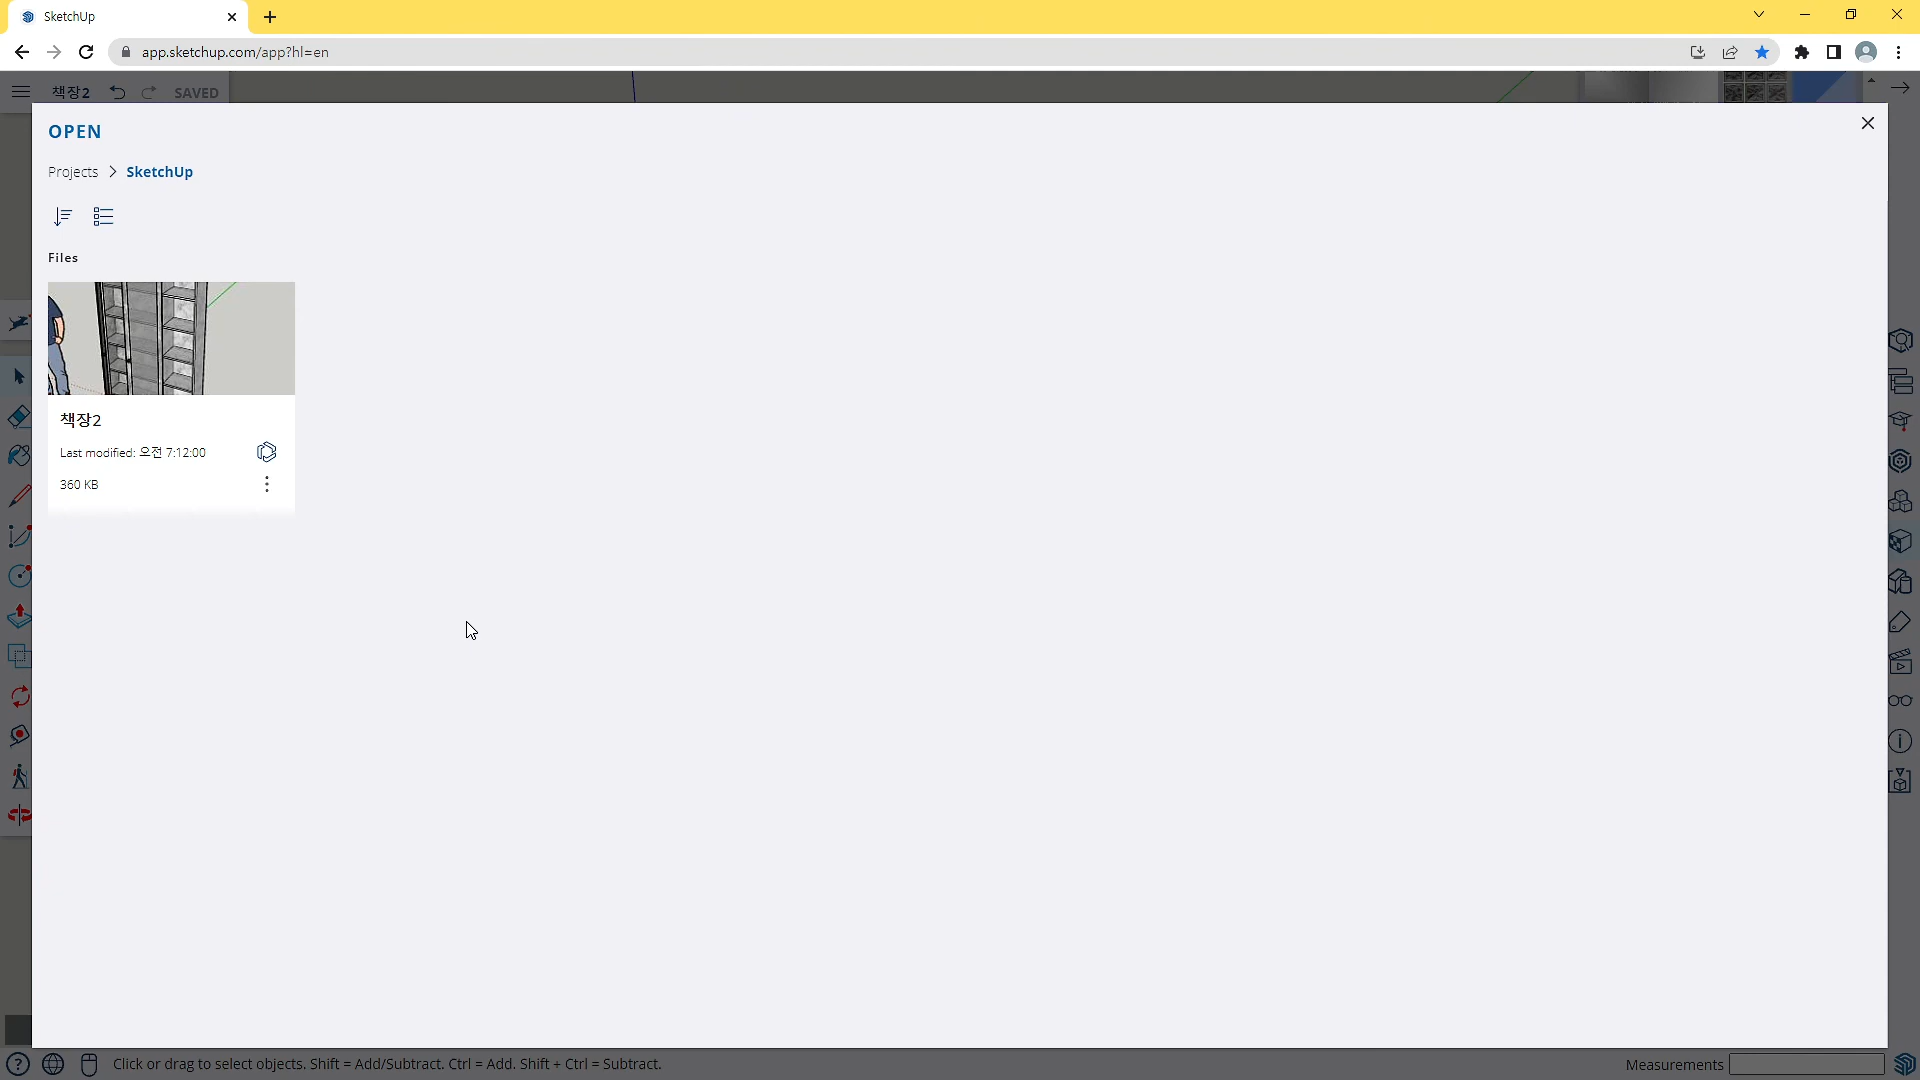 SketchUp
app.sketchup.com/app?hl=en
책장2 SAVED
OPEN
Projects > SketchUp
Files
책장2
Last modified: 오전 7:12:00
360 KB
Click or drag to select objects. Shift = Add/Subtract. Ctrl = Add. Shift + Ctrl = Subtract.
Measurements